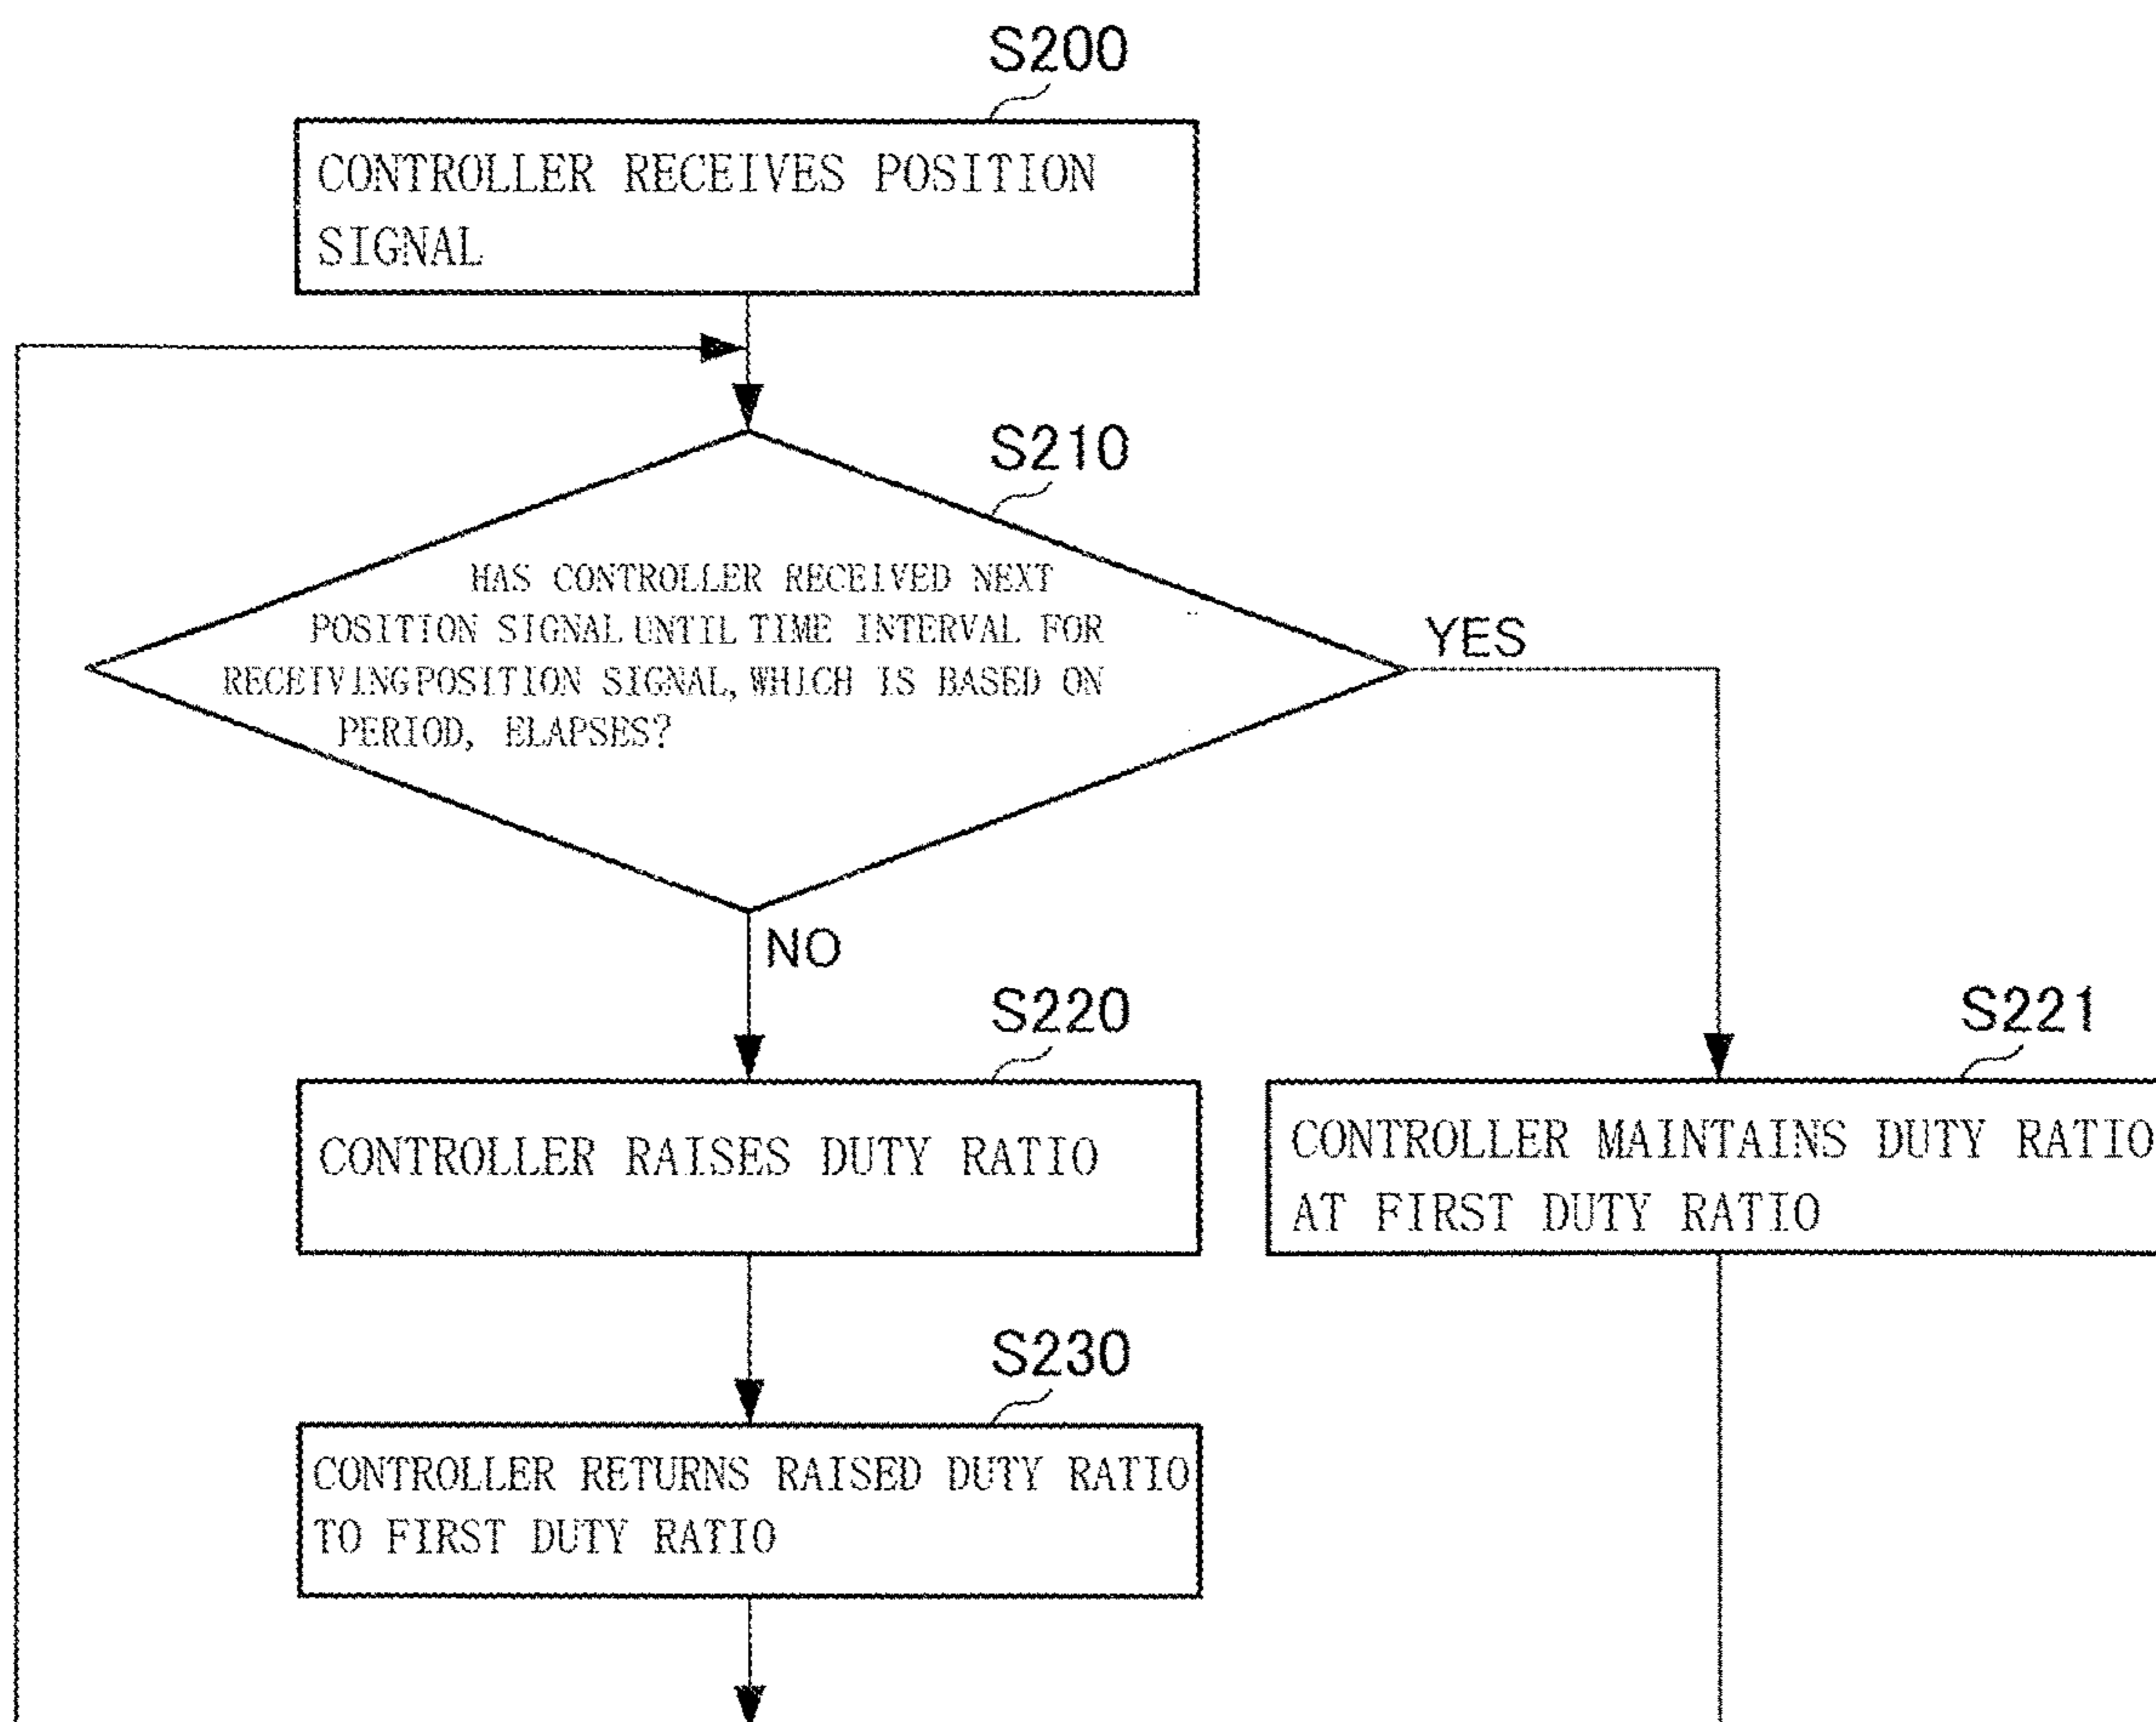 S200
CONTROLLER RECEIVES POSITION
SIGNAL
S210
HAS CONTROLLER RECEIVED NEXT
POSITION SIGNAL UNTIL TIME INTERVAL FOR
RECEIVING POSITION SIGNAL, WHICH IS BASED ON
PERIOD, ELAPSES?
YES
NO
S220
CONTROLLER RAISES DUTY RATIO
S221
CONTROLLER MAINTAINS DUTY RATIO
AT FIRST DUTY RATIO
S230
CONTROLLER RETURNS RAISED DUTY RATIO
TO FIRST DUTY RATIO